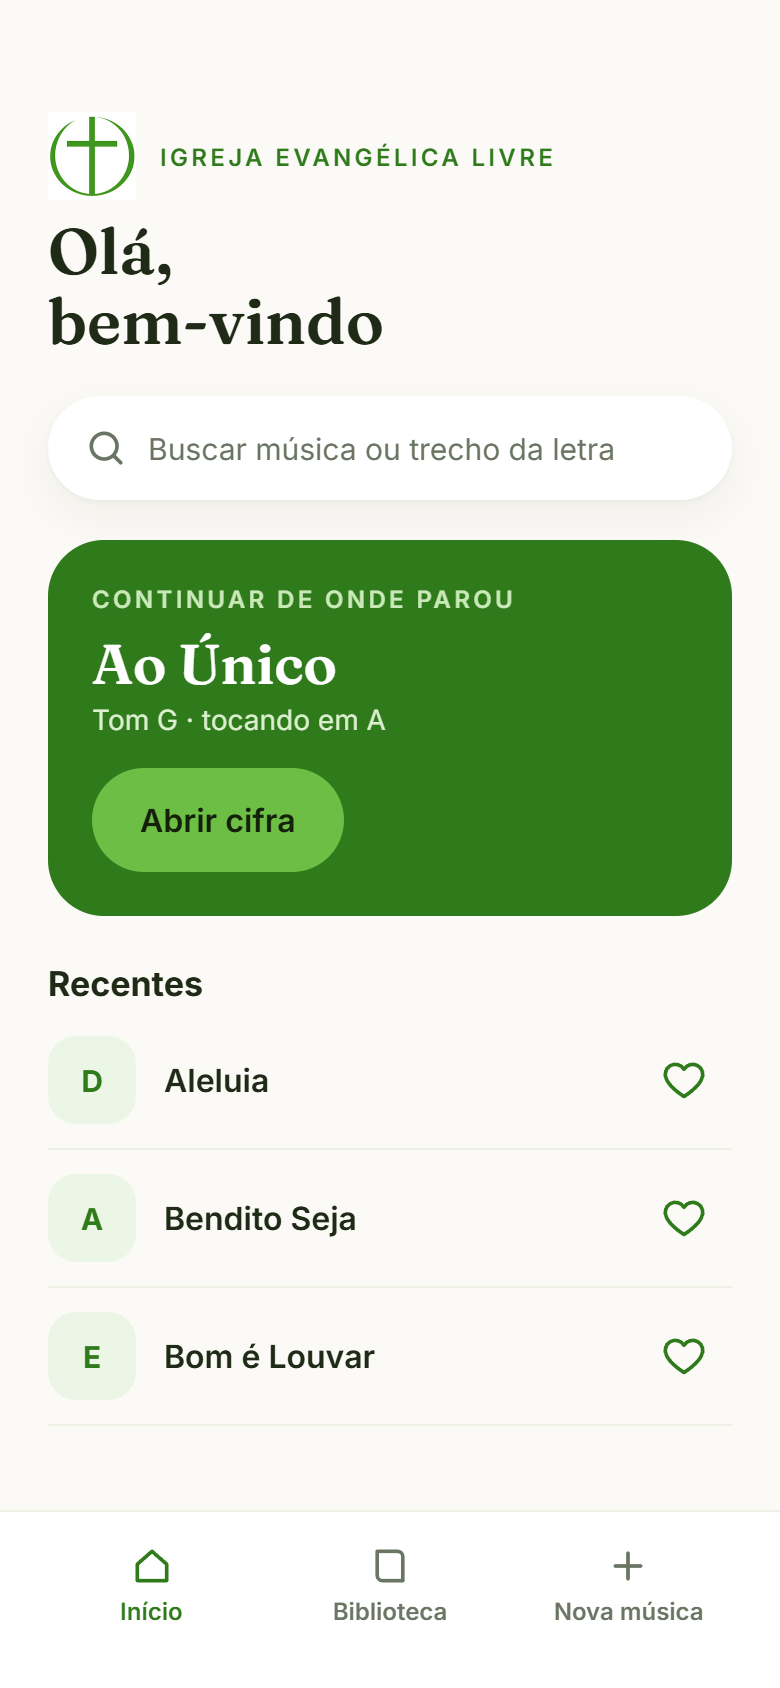 IGREJA EVANGÉLICA LIVRE
Olá,
bem-vindo
Buscar música ou trecho da letra
CONTINUAR DE ONDE PAROU
Ao Único
Tom G · tocando em A
Abrir cifra
Recentes
D Aleluia
A Bendito Seja
E Bom é Louvar
Início Biblioteca Nova música